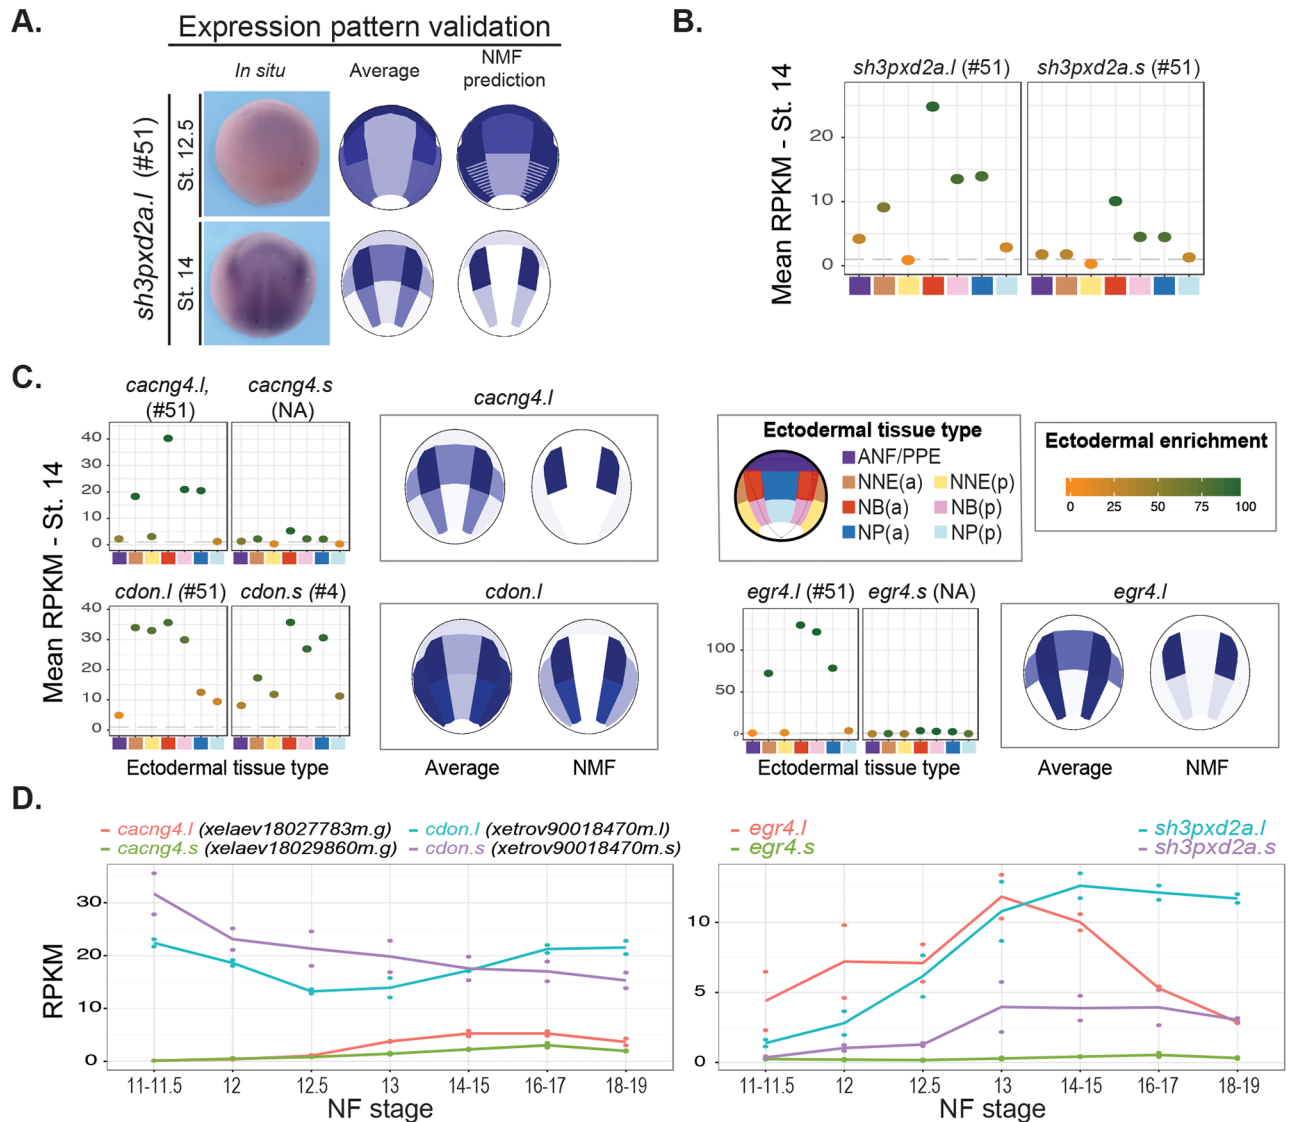 A.
Expression pattern validation
In situ
Average
NMF
prediction
sh3pxd2a.l (#51)
St. 12.5
St. 14
B.
sh3pxd2a.l (#51)
sh3pxd2a.s (#51)
Mean RPKM - St. 14
20
10
0
C.
cacng4.l,
(#51)
cacng4.s
(NA)
cacng4.l
Mean RPKM - St. 14
40
30
20
10
0
Ectodermal tissue type
ANF/PPE
NNE(a)
NNE(p)
NB(a)
NB(p)
NP(a)
NP(p)
Ectodermal enrichment
0
25
50
75
100
cdon.l (#51)
cdon.s (#4)
cdon.l
40
30
20
10
0
Ectodermal tissue type
Average
NMF
egr4.l (#51)
egr4.s (NA)
egr4.l
100
50
0
Ectodermal tissue type
Average
NMF
D.
cacng4.l (xelaev18027783m.g)
cdon.l (xetrov90018470m.l)
cacng4.s (xelaev18029860m.g)
cdon.s (xetrov90018470m.s)
RPKM
30
20
10
0
11-11.5
12
12.5
13
14-15
16-17
18-19
NF stage
egr4.l
sh3pxd2a.l
egr4.s
sh3pxd2a.s
10
5
0
11-11.5
12
12.5
13
14-15
16-17
18-19
NF stage